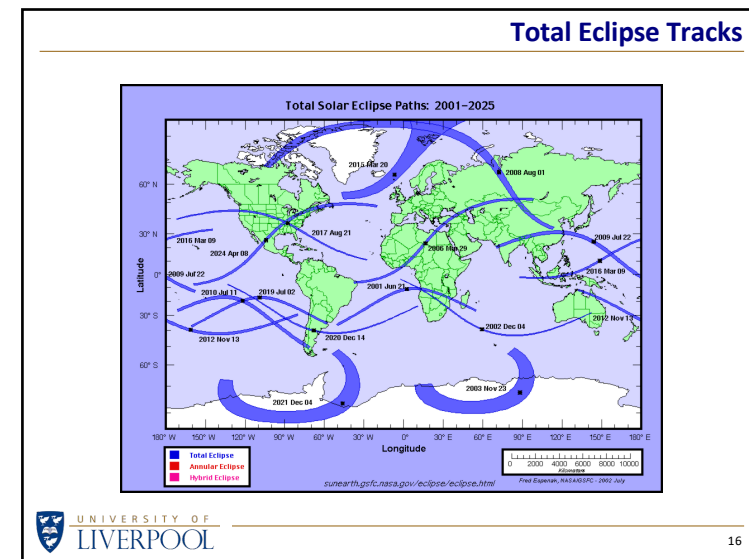 Total Eclipse Tracks
Total Solar Eclipse Paths: 2001–2025
2015 Mar 20
2008 Aug 01
60° N
2017 Aug 21
30° N
2016 Mar 09
2009 Jul 22
2006 Mar 29
2024 Apr 08
2016 Mar 09
Latitude
0°
2009 Jul 22
2001 Jun 21
2010 Jul 11
2019 Jul 02
30° S
2012 Nov 13
2002 Dec 04
2020 Dec 14
2012 Nov 13
60° S
2003 Nov 23
2021 Dec 04
180° W 150° W 120° W 90° W 60° W 30° W 0° 30° E 60° E 90° E 120° E 150° E 180° E
Longitude
Total Eclipse
Annular Eclipse
Hybrid Eclipse
0 2000 4000 6000 8000 10000
Kilometers
sunearth.gsfc.nasa.gov/eclipse/eclipse.html
Fred Espenak, NASA/GSFC - 2002 July
UNIVERSITY OF
LIVERPOOL
16